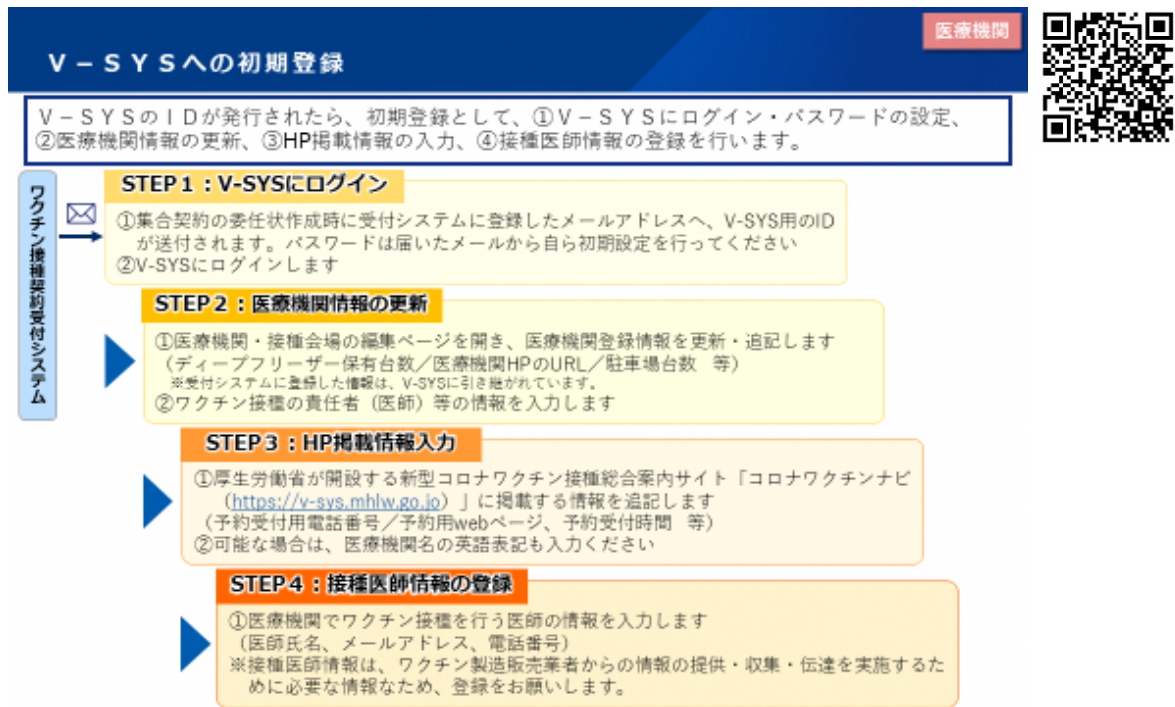 医療機関
V－SYSへの初期登録
V－SYSのIDが発行されたら、初期登録として、①V－SYSにログイン・パスワードの設定、
②医療機関情報の更新、③HP掲載情報の入力、④接種医師情報の登録を行います。
ワクチン接種契約受付システム
STEP1：V-SYSにログイン
①集合契約の委任状作成時に受付システムに登録したメールアドレスへ、V-SYS用のID
が送付されます。パスワードは届いたメールから自ら初期設定を行ってください
②V-SYSにログインします
STEP2：医療機関情報の更新
①医療機関・接種会場の編集ページを開き、医療機関登録情報を更新・追記します
（ディープフリーザー保有台数／医療機関HPのURL／駐車場台数　等）
※受付システムに登録した情報は、V-SYSに引き継がれています。
②ワクチン接種の責任者（医師）等の情報を入力します
STEP3：HP掲載情報入力
①厚生労働省が開設する新型コロナワクチン接種総合案内サイト「コロナワクチンナビ
（https://v-sys.mhlw.go.jp）」に掲載する情報を追記します
（予約受付用電話番号／予約用webページ、予約受付時間　等）
②可能な場合は、医療機関名の英語表記も入力ください
STEP4：接種医師情報の登録
①医療機関でワクチン接種を行う医師の情報を入力します
（医師氏名、メールアドレス、電話番号）
※接種医師情報は、ワクチン製造販売業者からの情報の提供・収集・伝達を実施するた
めに必要な情報なため、登録をお願いします。